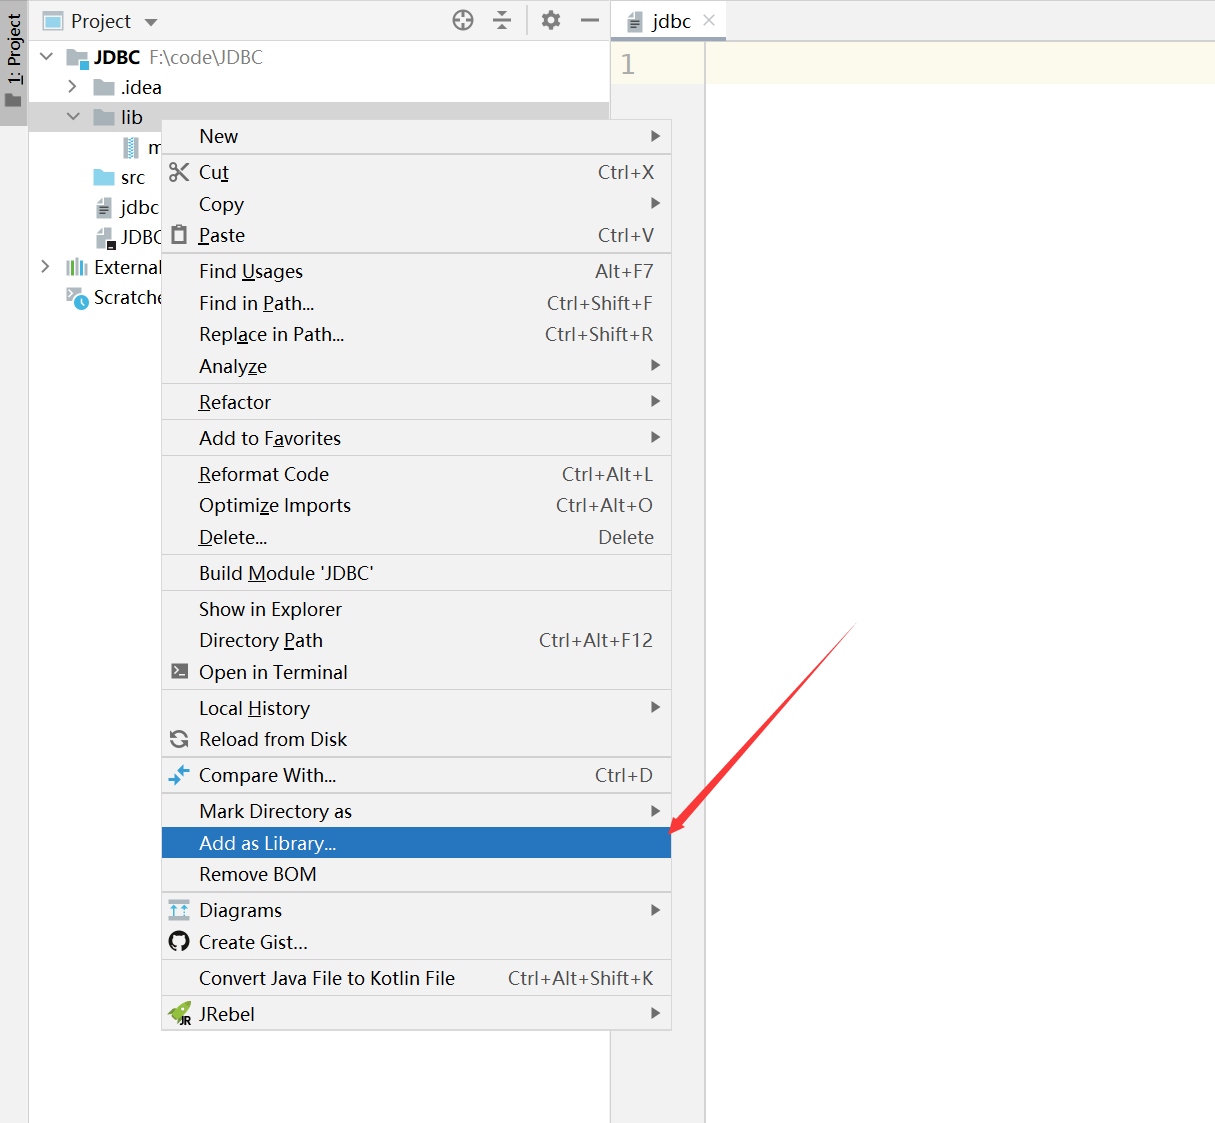 1: Project
Project
jdbc
JDBC F:\code\JDBC
1
.idea
lib
New
m
Cut Ctrl+X
src
Copy
jdbc
Paste Ctrl+V
JDBC
External
Find Usages Alt+F7
Scratche
Find in Path... Ctrl+Shift+F
Replace in Path... Ctrl+Shift+R
Analyze
Refactor
Add to Favorites
Reformat Code Ctrl+Alt+L
Optimize Imports Ctrl+Alt+O
Delete... Delete
Build Module 'JDBC'
Show in Explorer
Directory Path Ctrl+Alt+F12
Open in Terminal
Local History
Reload from Disk
Compare With... Ctrl+D
Mark Directory as
Add as Library...
Remove BOM
Diagrams
Create Gist...
Convert Java File to Kotlin File Ctrl+Alt+Shift+K
JR JRebel